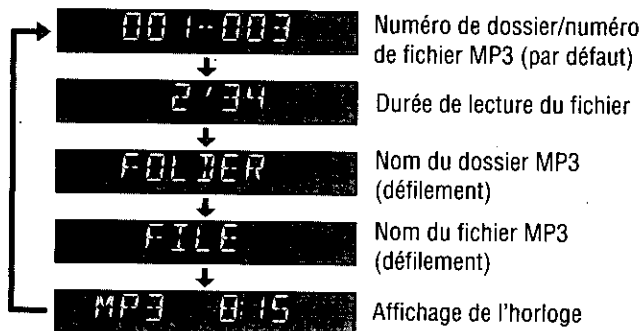 001-003
Numéro de dossier/numéro
de fichier MP3 (par défaut)
2'34
Durée de lecture du fichier
FOLDER
Nom du dossier MP3
(défilement)
FILE
Nom du fichier MP3
(défilement)
MP3 8:15
Affichage de l'horloge